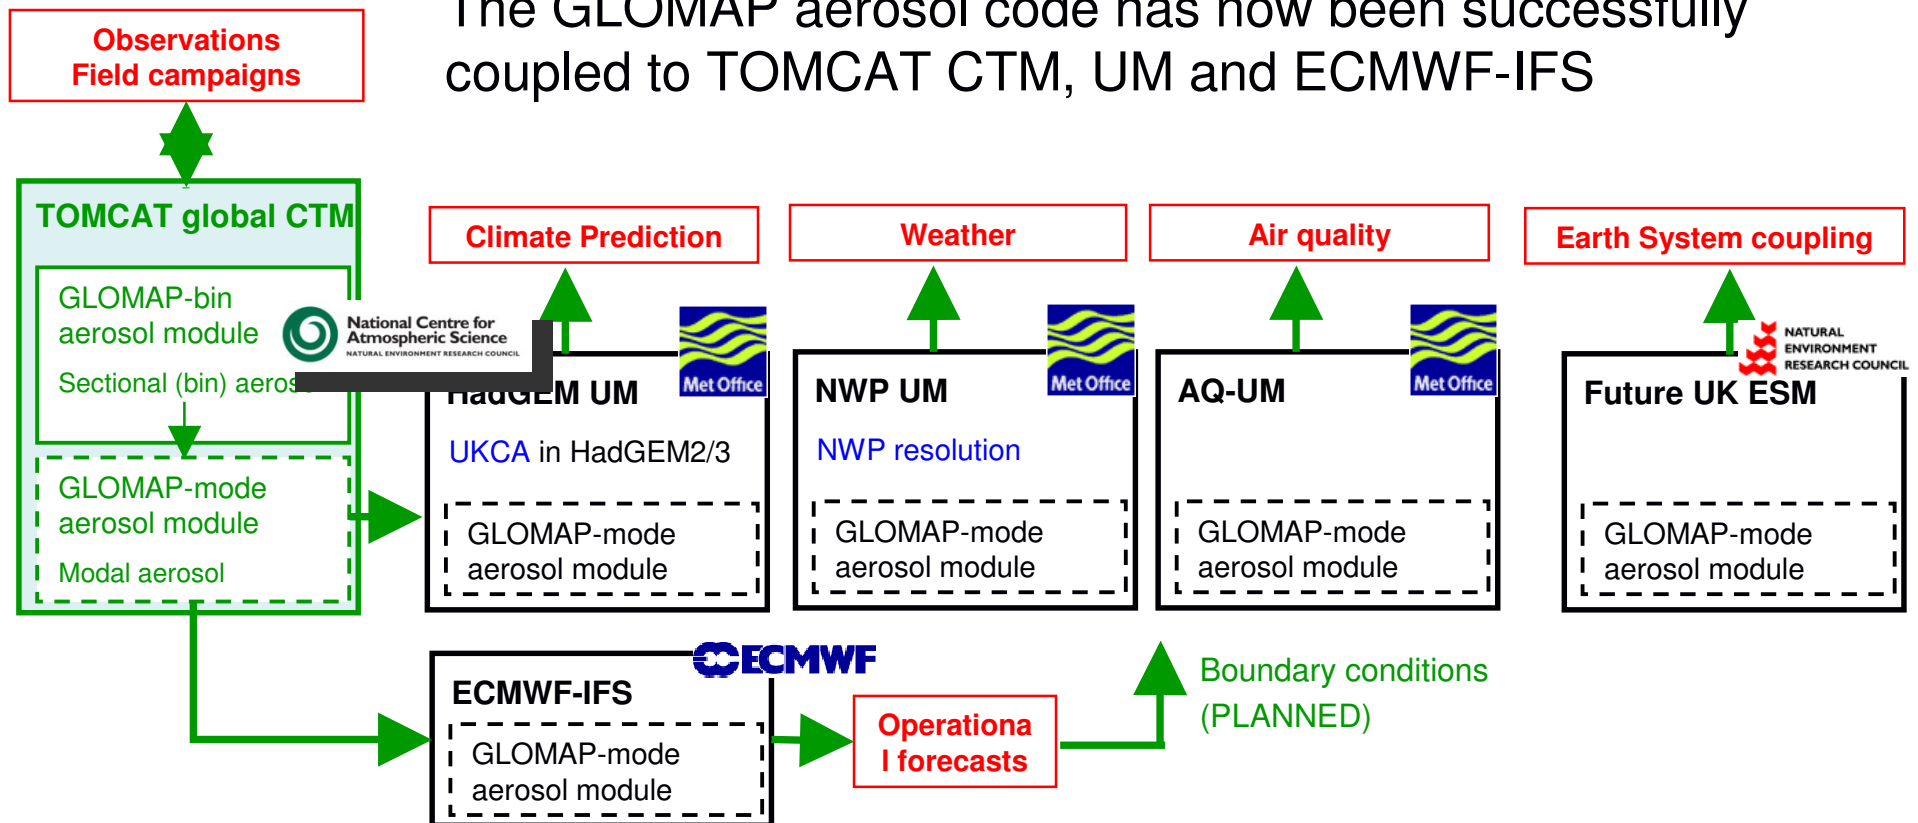 The GLOMAP aerosol code has now been successfully
coupled to TOMCAT CTM, UM and ECMWF-IFS
Observations
Field campaigns
TOMCAT global CTM
GLOMAP-bin
aerosol module
Sectional (bin) aeros
GLOMAP-mode
aerosol module
Modal aerosol
National Centre for
Atmospheric Science
NATURAL ENVIRONMENT RESEARCH COUNCIL
Climate Prediction
Met Office
HadGEM UM
UKCA in HadGEM2/3
GLOMAP-mode
aerosol module
Weather
Met Office
NWP UM
NWP resolution
GLOMAP-mode
aerosol module
Air quality
Met Office
AQ-UM
GLOMAP-mode
aerosol module
Earth System coupling
NATURAL
ENVIRONMENT
RESEARCH COUNCIL
Future UK ESM
GLOMAP-mode
aerosol module
ECMWF
ECMWF-IFS
GLOMAP-mode
aerosol module
Operationa
l forecasts
Boundary conditions
(PLANNED)